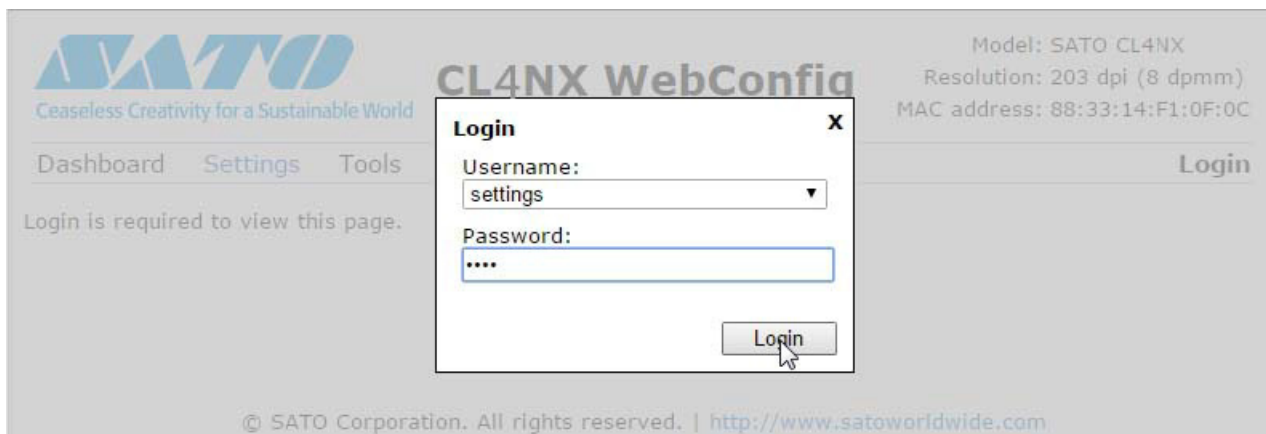 SATO
Ceaseless Creativity for a Sustainable World
CL4NX WebConfig
Model: SATO CL4NX
Resolution: 203 dpi (8 dpmm)
MAC address: 88:33:14:F1:0F:0C
Dashboard Settings Tools
Login
Login is required to view this page.
Login X
Username:
settings
Password:
••••
Login
© SATO Corporation. All rights reserved. | http://www.satoworldwide.com